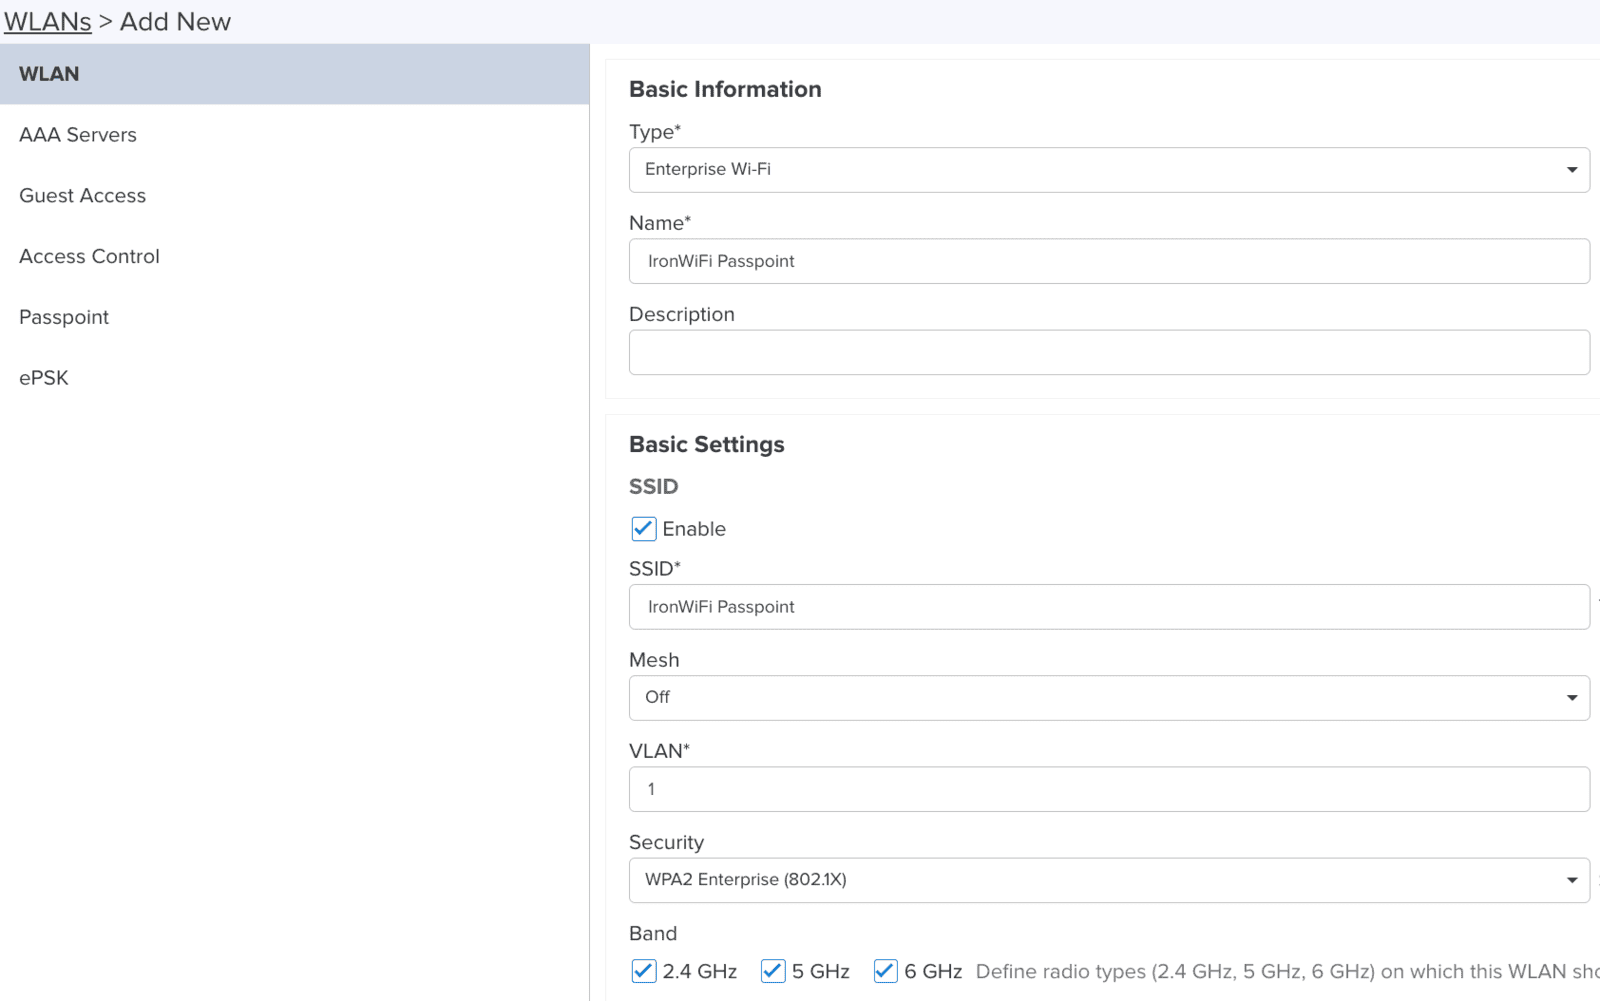 WLANs > Add New
WLAN
AAA Servers
Guest Access
Access Control
Passpoint
ePSK
Basic Information
Type*
Enterprise Wi-Fi
Name*
IronWiFi Passpoint
Description
Basic Settings
SSID
Enable
SSID*
IronWiFi Passpoint
Mesh
Off
VLAN*
1
Security
WPA2 Enterprise (802.1X)
Band
2.4 GHz 5 GHz 6 GHz Define radio types (2.4 GHz, 5 GHz, 6 GHz) on which this WLAN